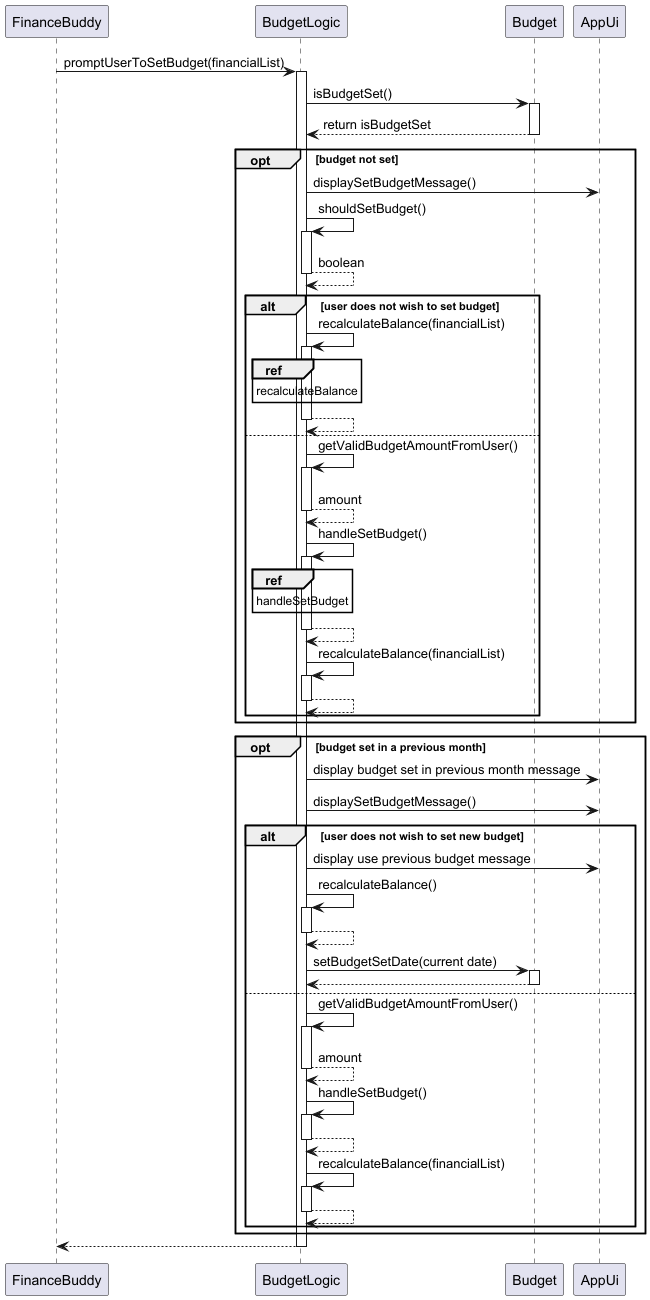 FinanceBuddy BudgetLogic Budget AppUi
promptUserToSetBudget(financialList)
isBudgetSet()
return isBudgetSet
opt [budget not set]
displaySetBudgetMessage()
shouldSetBudget()
boolean
alt [user does not wish to set budget]
recalculateBalance(financialList)
ref
recalculateBalance
getValidBudgetAmountFromUser()
amount
handleSetBudget()
ref
handleSetBudget
recalculateBalance(financialList)
opt [budget set in a previous month]
display budget set in previous month message
displaySetBudgetMessage()
alt [user does not wish to set new budget]
display use previous budget message
recalculateBalance()
setBudgetSetDate(current date)
getValidBudgetAmountFromUser()
amount
handleSetBudget()
recalculateBalance(financialList)
FinanceBuddy BudgetLogic Budget AppUi